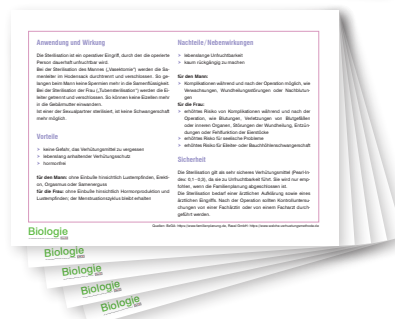 Anwendung und Wirkung
Die Sterilisation ist ein operativer Eingriff, durch den die operierte
Person dauerhaft unfruchtbar wird.
Bei der Sterilisation des Mannes („Vasektomie“) werden die Sa-
menleiter im Hodensack durchtrennt und verschlossen. So ge-
langen beim Mann keine Spermien mehr in die Samenflüssigkeit.
Bei der Sterilisation der Frau („Tubensterilisation“) werden die Ei-
leiter getrennt und verschlossen. So können keine Eizellen mehr
in die Gebärmutter einwandern.
Ist einer der Sexualpartner sterilisiert, ist keine Schwangerschaft
mehr möglich.
Vorteile
> keine Gefahr, das Verhütungsmittel zu vergessen
> lebenslang anhaltender Verhütungsschutz
> hormonfrei
für den Mann: ohne Einbuße hinsichtlich Lustempfinden, Erekti-
on, Orgasmus oder Samenerguss
für die Frau: ohne Einbuße hinsichtlich Hormonproduktion und
Lustempfinden; der Menstruationszyklus bleibt erhalten
Nachteile/Nebenwirkungen
> lebenslange Unfruchtbarkeit
> kaum rückgängig zu machen
für den Mann:
> Komplikationen während und nach der Operation möglich, wie
Verwachsungen, Wundheilungsstörungen oder Nachblutun-
gen
für die Frau:
> erhöhtes Risiko von Komplikationen während und nach der
Operation, wie Blutungen, Verletzungen von Blutgefäßen
oder inneren Organen, Störungen der Wundheilung, Entzün-
dungen oder Fehlfunktion der Eierstöcke
> erhöhtes Risiko für seelische Probleme
> erhöhtes Risiko für Eileiter- oder Bauchhöhlenschwangerschaft
Sicherheit
Die Sterilisation gilt als sehr sicheres Verhütungsmittel (Pearl-In-
dex: 0,1 - 0,3), da sie zu Unfruchtbarkeit führt. Sie wird nur emp-
fohlen, wenn die Familienplanung abgeschlossen ist.
Die Sterilisation bedarf einer ärztlichen Aufklärung sowie eines
ärztlichen Eingriffs. Nach der Operation sollten Kontrolluntersu-
chungen von einer Fachärztin oder von einem Facharzt durch-
geführt werden.
Biologie
Biologie
Biologie
Biologie
Biologie